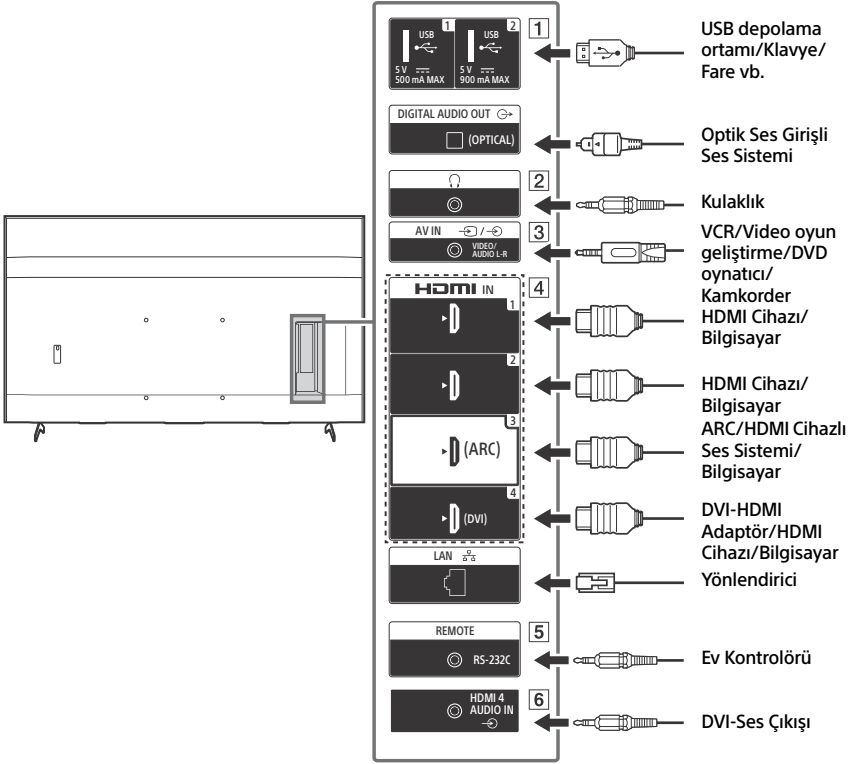 1
USB
2
USB
5 V
500 mA MAX
5 V
900 mA MAX
1
USB depolama
ortamı/Klavye/
Fare vb.
DIGITAL AUDIO OUT
(OPTICAL)
Optik Ses Girişli
Ses Sistemi
2
Kulaklık
AV IN
/
VIDEO/
AUDIO L-R
3
VCR/Video oyun
geliştirme/DVD
oynatıcı/
Kamkorder
HDMI IN
4
1
HDMI Cihazı/
Bilgisayar
2
HDMI Cihazı/
Bilgisayar
3
(ARC)
ARC/HDMI Cihazlı
Ses Sistemi/
Bilgisayar
4
(DVI)
DVI-HDMI
Adaptör/HDMI
Cihazı/Bilgisayar
LAN
Yönlendirici
REMOTE
5
RS-232C
Ev Kontrolörü
HDMI 4
AUDIO IN
6
DVI-Ses Çıkışı